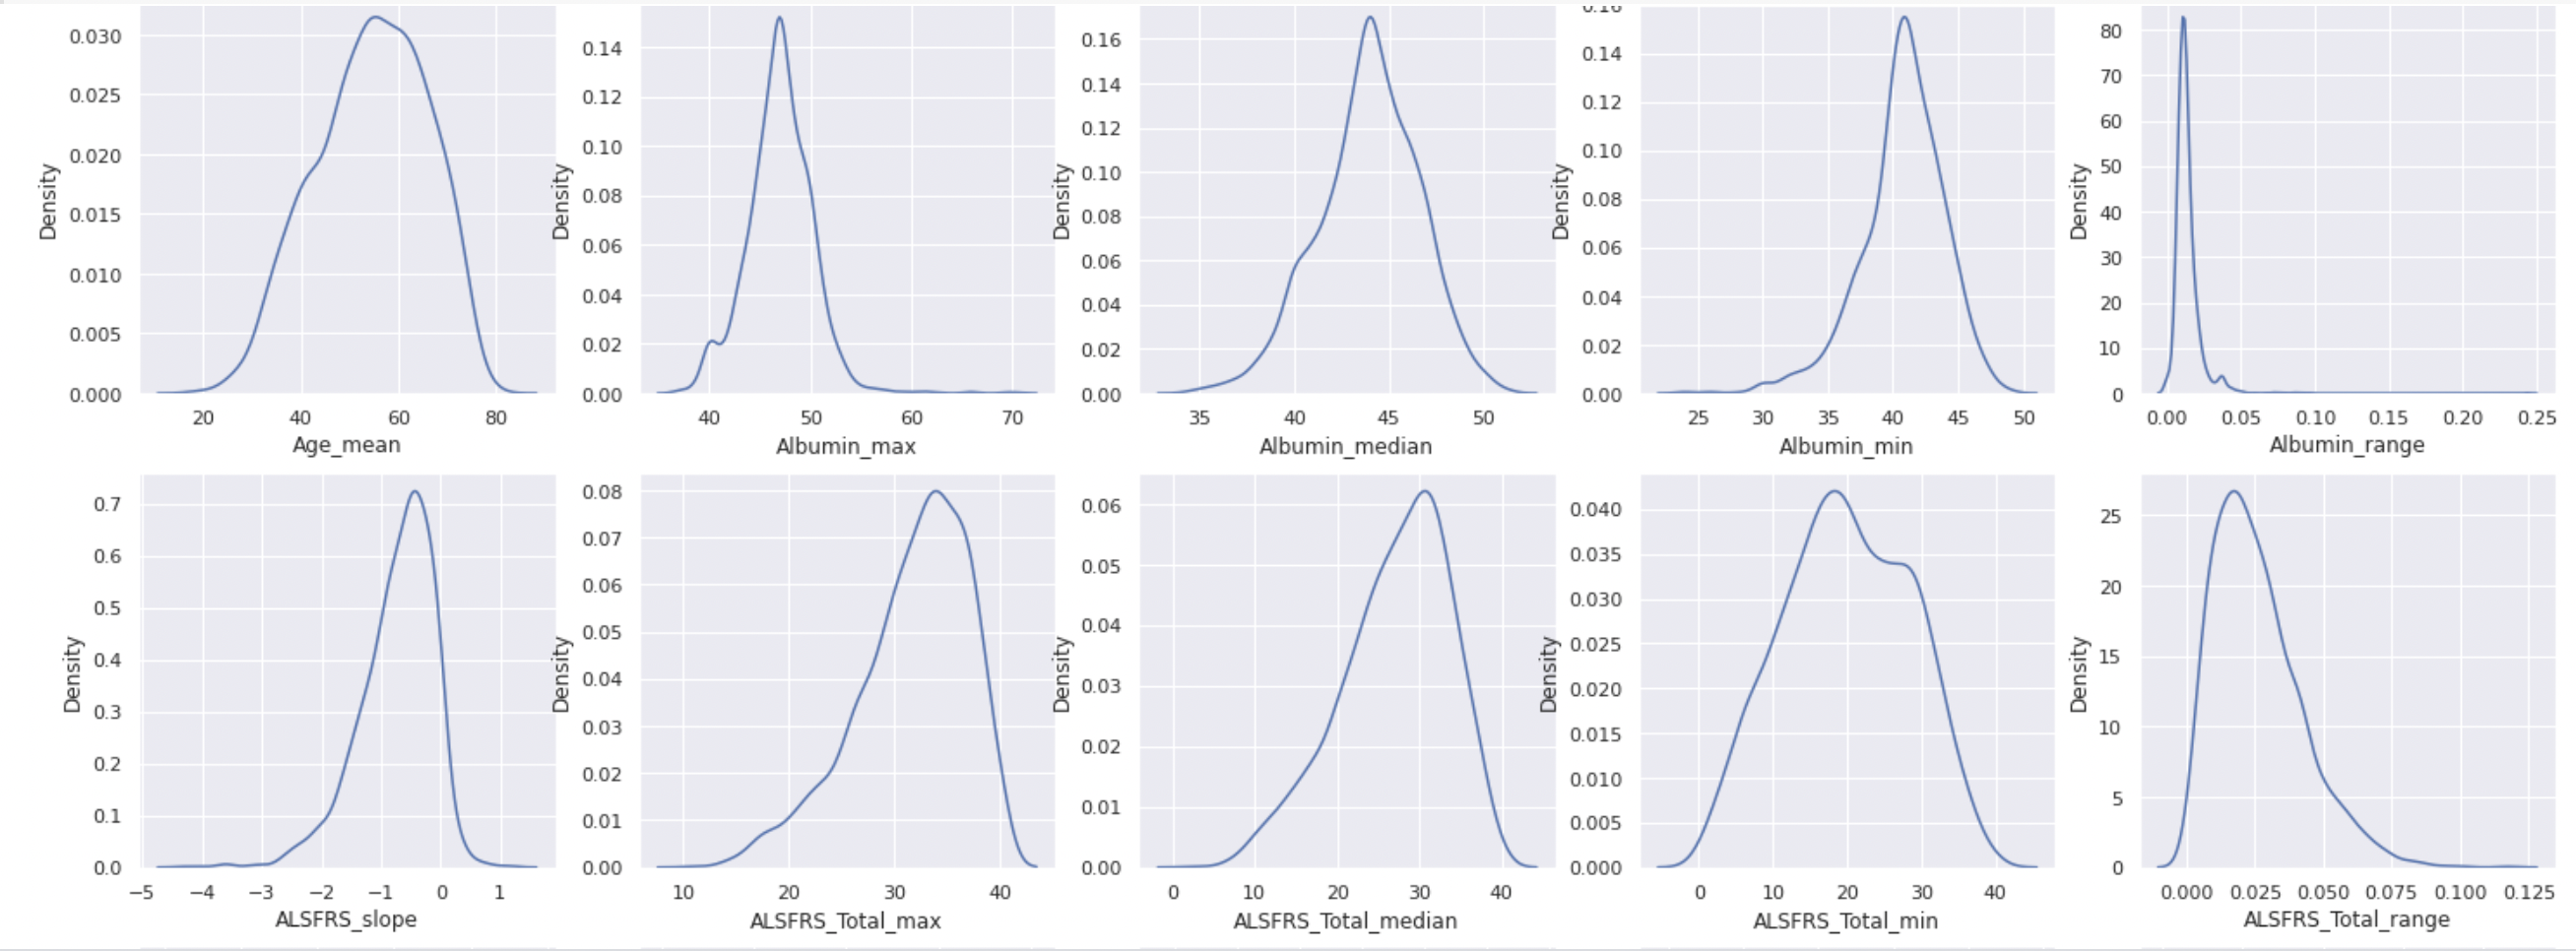 0.030
0.025
0.020
0.015
0.010
0.005
0.000
Density
20 40 60 80
Age_mean
0.14
0.12
0.10
0.08
0.06
0.04
0.02
0.00
Density
40 50 60 70
Albumin_max
0.16
0.14
0.12
0.10
0.08
0.06
0.04
0.02
0.00
Density
35 40 45 50
Albumin_median
0.16
0.14
0.12
0.10
0.08
0.06
0.04
0.02
0.00
Density
25 30 35 40 45 50
Albumin_min
80
70
60
50
40
30
20
10
0
Density
0.00 0.05 0.10 0.15 0.20 0.25
Albumin_range
0.7
0.6
0.5
0.4
0.3
0.2
0.1
0.0
Density
−5 −4 −3 −2 −1 0 1
ALSFRS_slope
0.08
0.07
0.06
0.05
0.04
0.03
0.02
0.01
0.00
Density
10 20 30 40
ALSFRS_Total_max
0.06
0.05
0.04
0.03
0.02
0.01
0.00
Density
0 10 20 30 40
ALSFRS_Total_median
0.040
0.035
0.030
0.025
0.020
0.015
0.010
0.005
0.000
Density
0 10 20 30 40
ALSFRS_Total_min
25
20
15
10
5
0
Density
0.000 0.025 0.050 0.075 0.100 0.125
ALSFRS_Total_range